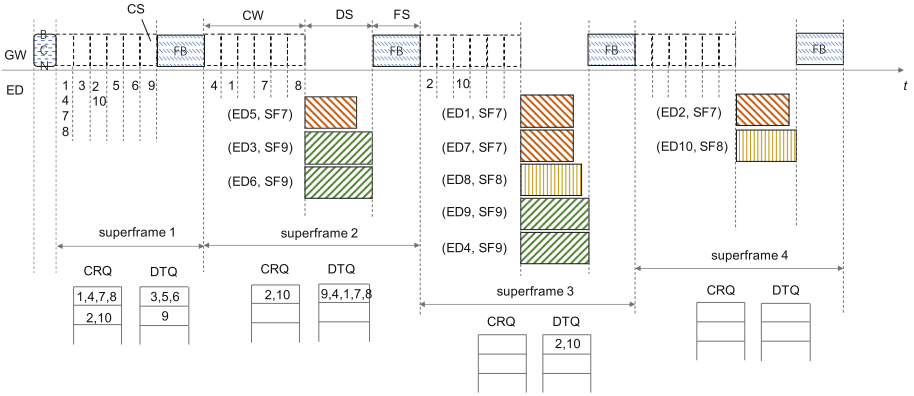 CS
CW DS FS
GW B C N FB FB FB FB
ED 1 3 2 5 6 9 4 1 7 8 2 10 t
4 10
7
8
(ED5, SF7) (ED1, SF7) (ED2, SF7)
(ED3, SF9) (ED7, SF7) (ED10, SF8)
(ED6, SF9) (ED8, SF8)
(ED9, SF9)
(ED4, SF9)
superframe 1 superframe 2 superframe 3 superframe 4
CRQ DTQ
1,4,7,8 3,5,6
2,10 9
CRQ DTQ
2,10 9,4,1,7,8
CRQ DTQ
2,10
CRQ DTQ